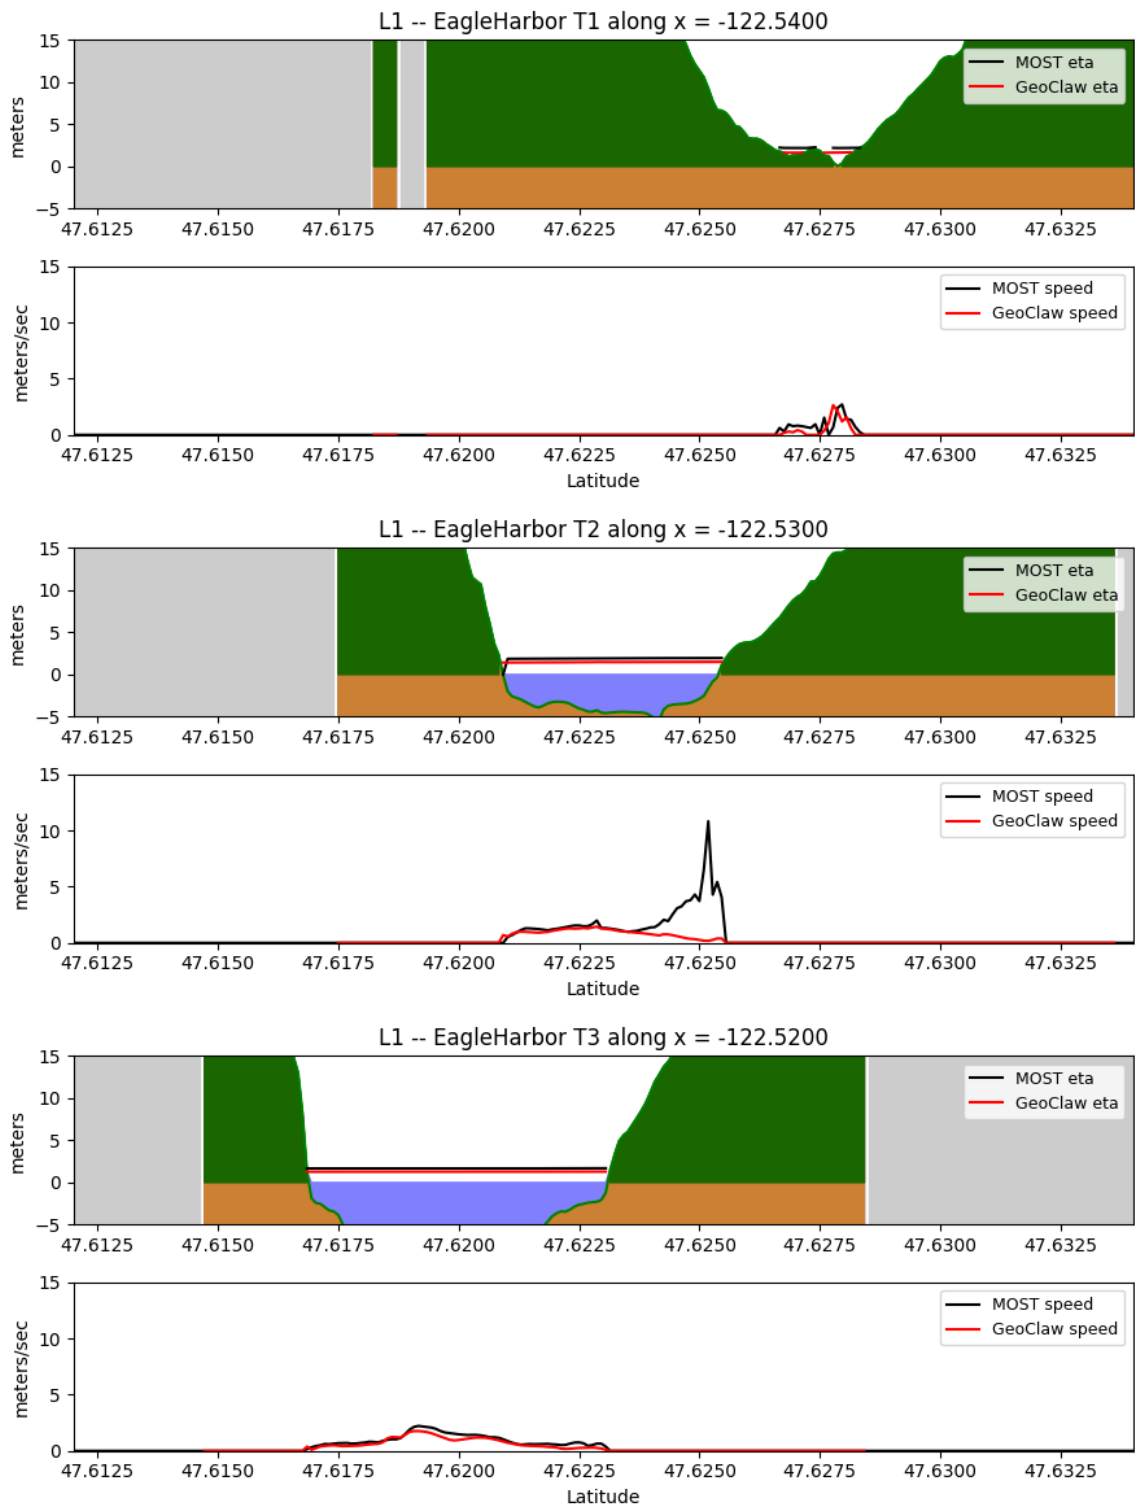 L1 -- EagleHarbor T1 along x = -122.5400
15
10
5
0
−5
meters
MOST eta
GeoClaw eta
47.6125 47.6150 47.6175 47.6200 47.6225 47.6250 47.6275 47.6300 47.6325
15
10
5
0
meters/sec
MOST speed
GeoClaw speed
47.6125 47.6150 47.6175 47.6200 47.6225 47.6250 47.6275 47.6300 47.6325
Latitude
L1 -- EagleHarbor T2 along x = -122.5300
15
10
5
0
−5
meters
MOST eta
GeoClaw eta
47.6125 47.6150 47.6175 47.6200 47.6225 47.6250 47.6275 47.6300 47.6325
15
10
5
0
meters/sec
MOST speed
GeoClaw speed
47.6125 47.6150 47.6175 47.6200 47.6225 47.6250 47.6275 47.6300 47.6325
Latitude
L1 -- EagleHarbor T3 along x = -122.5200
15
10
5
0
−5
meters
MOST eta
GeoClaw eta
47.6125 47.6150 47.6175 47.6200 47.6225 47.6250 47.6275 47.6300 47.6325
15
10
5
0
meters/sec
MOST speed
GeoClaw speed
47.6125 47.6150 47.6175 47.6200 47.6225 47.6250 47.6275 47.6300 47.6325
Latitude